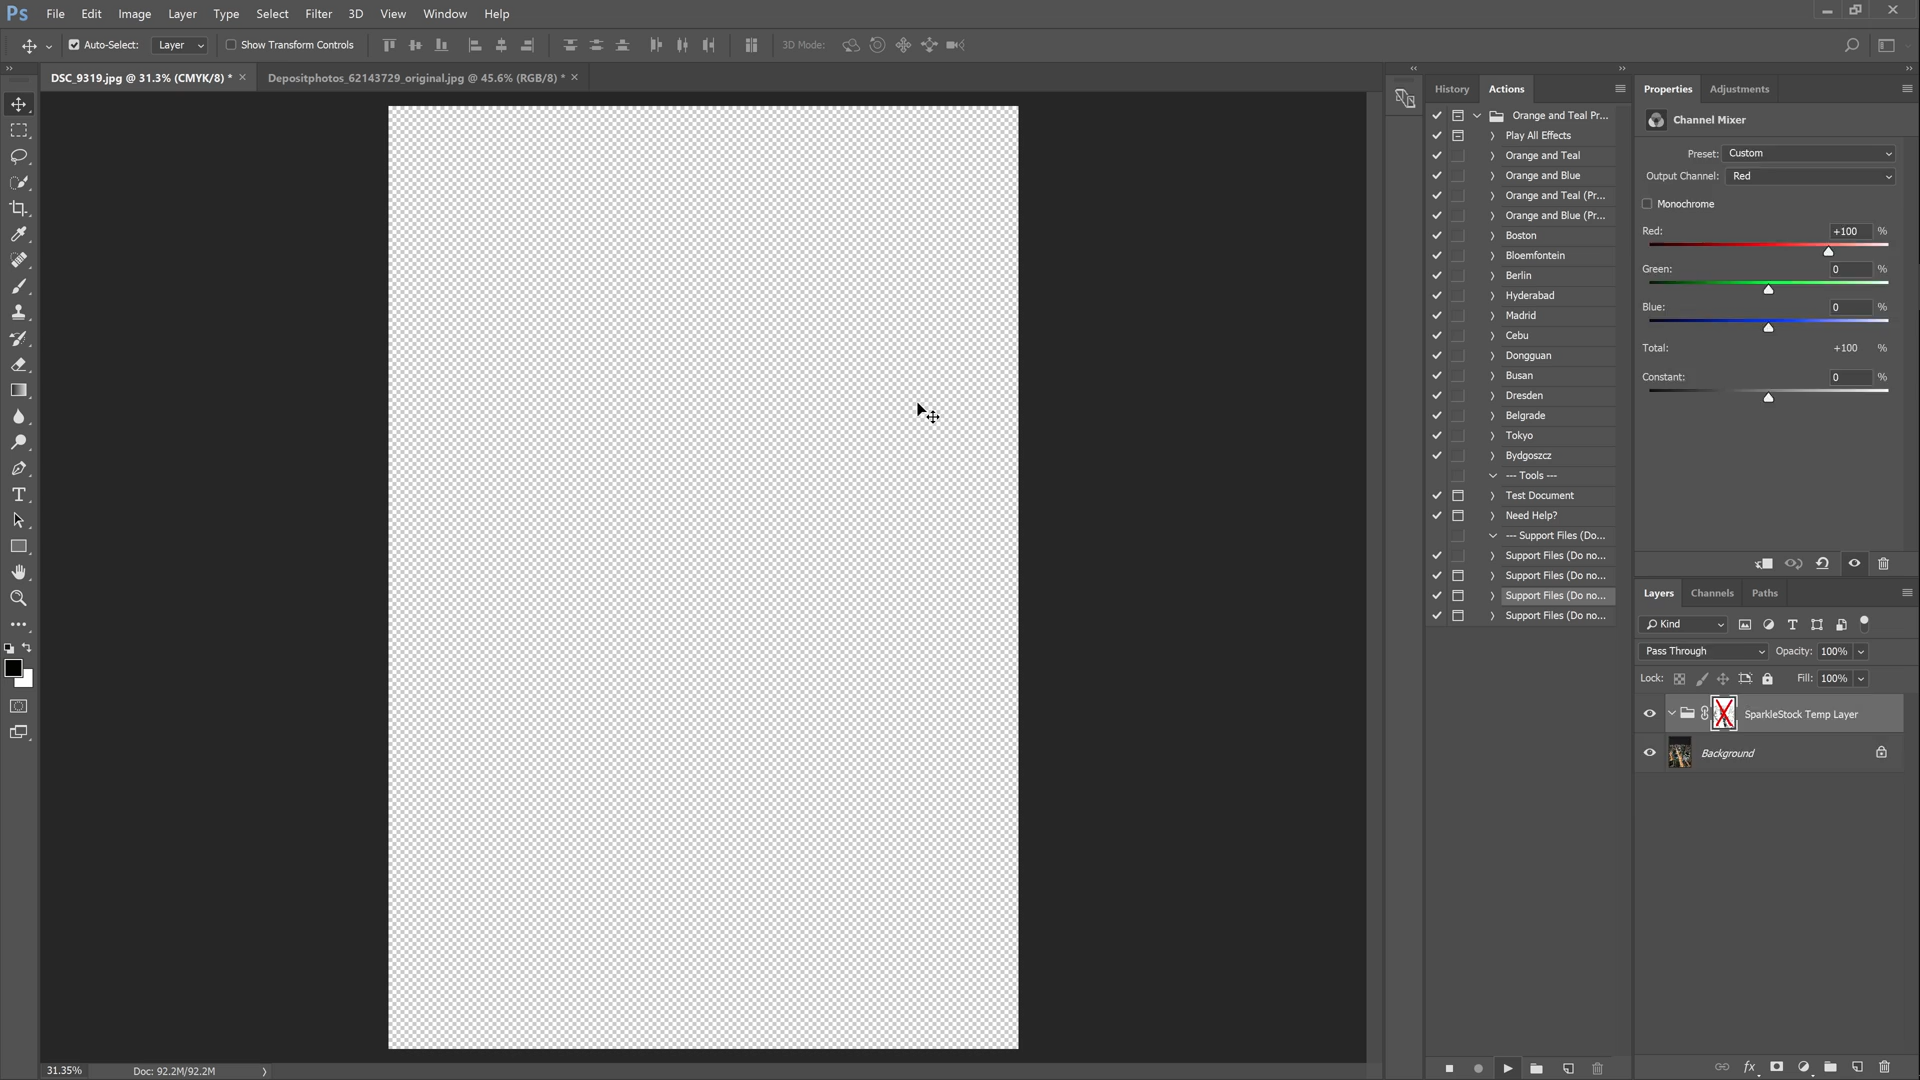 Ps File Edit Image Layer Type Select Filter 3D View Window Help
Auto-Select: Layer Show Transform Controls 3D Mode:
DSC_9319.jpg @ 31.3% (CMYK/8) * × Depositphotos_62143729_original.jpg @ 45.6% (RGB/8) * ×
History Actions
Orange and Teal Pr...
Play All Effects
Orange and Teal
Orange and Blue
Orange and Teal (Pr...
Orange and Blue (Pr...
Boston
Bloemfontein
Berlin
Hyderabad
Madrid
Cebu
Dongguan
Busan
Dresden
Belgrade
Tokyo
Bydgoszcz
--- Tools ---
Test Document
Need Help?
--- Support Files (Do...
Support Files (Do no...
Support Files (Do no...
Support Files (Do no...
Support Files (Do no...
Properties Adjustments
Channel Mixer
Preset: Custom
Output Channel: Red
Monochrome
Red: +100 %
Green: 0 %
Blue: 0 %
Total: +100 %
Constant: 0 %
Layers Channels Paths
Kind
Pass Through Opacity: 100%
Lock: Fill: 100%
SparkleStock Temp Layer
Background
31.35% Doc: 92.2M/92.2M